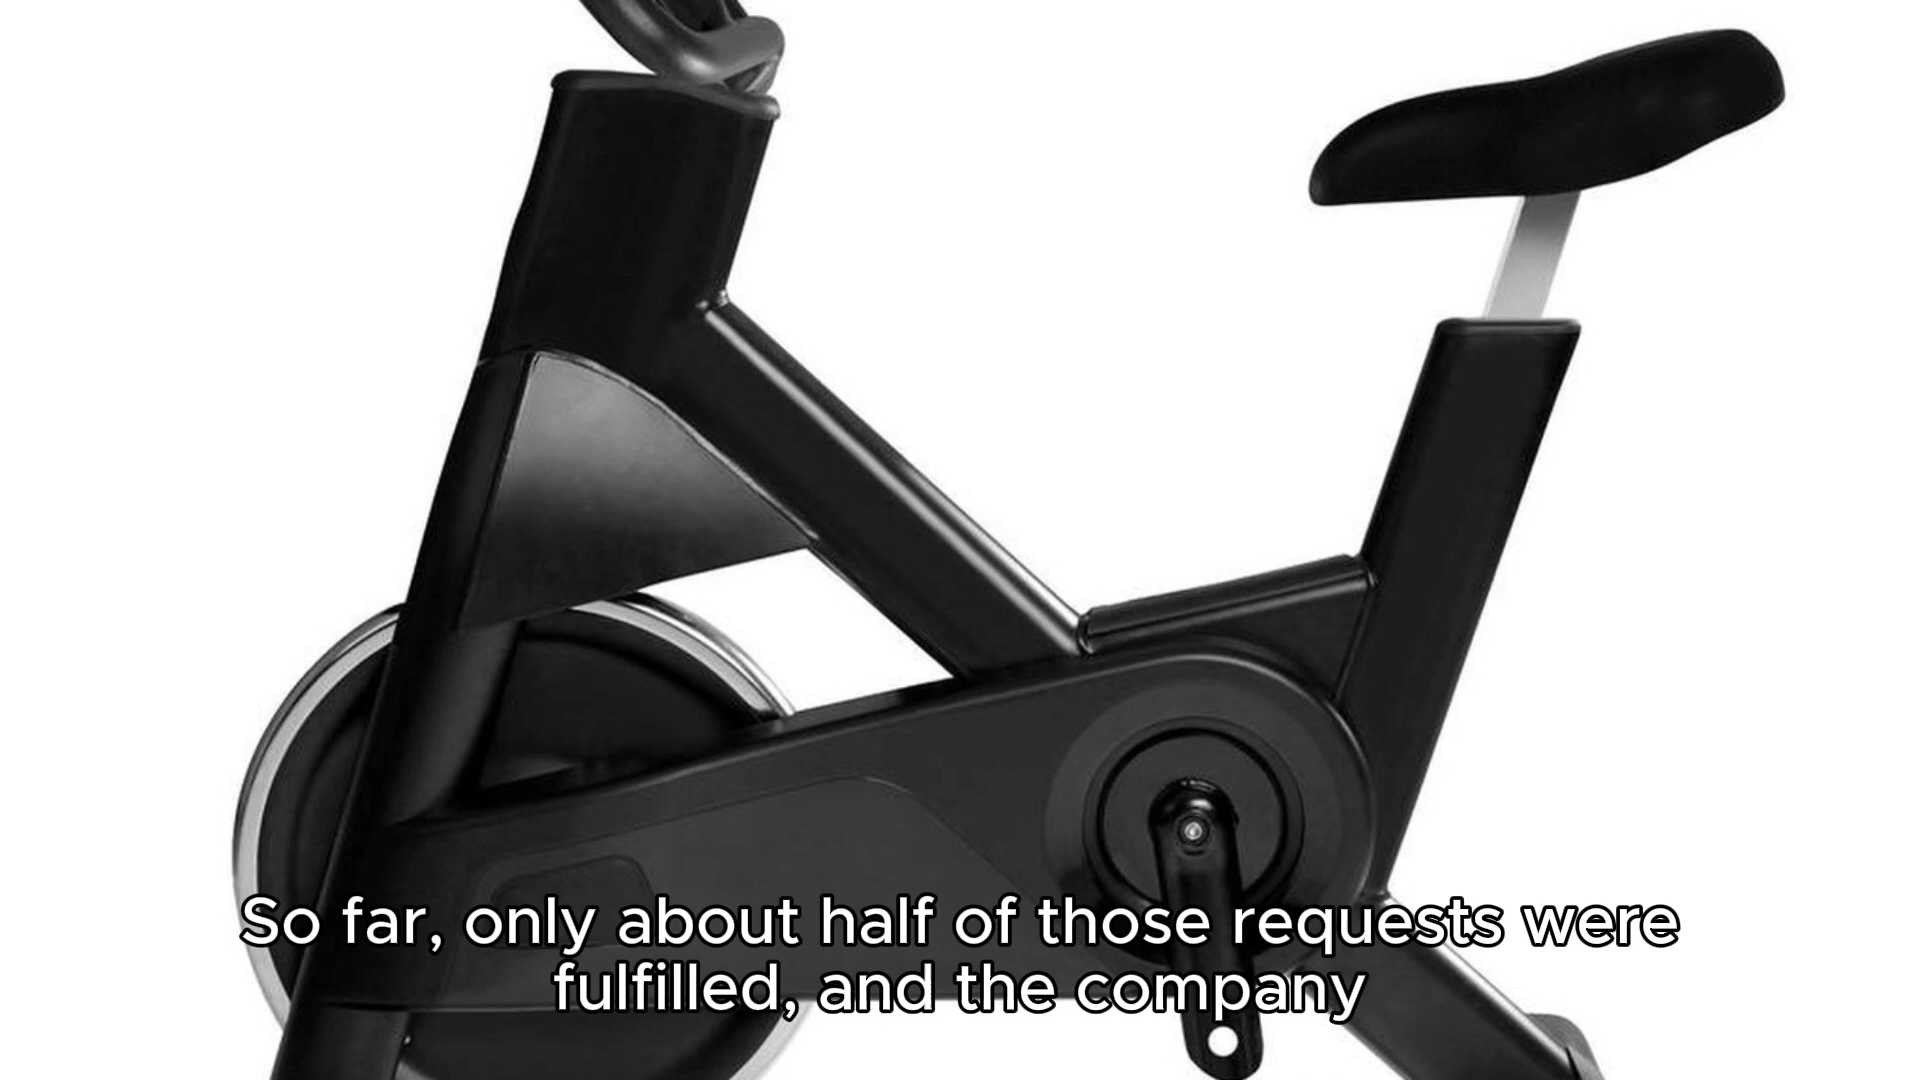 So far, only about half of those requests were
fulfilled, and the company